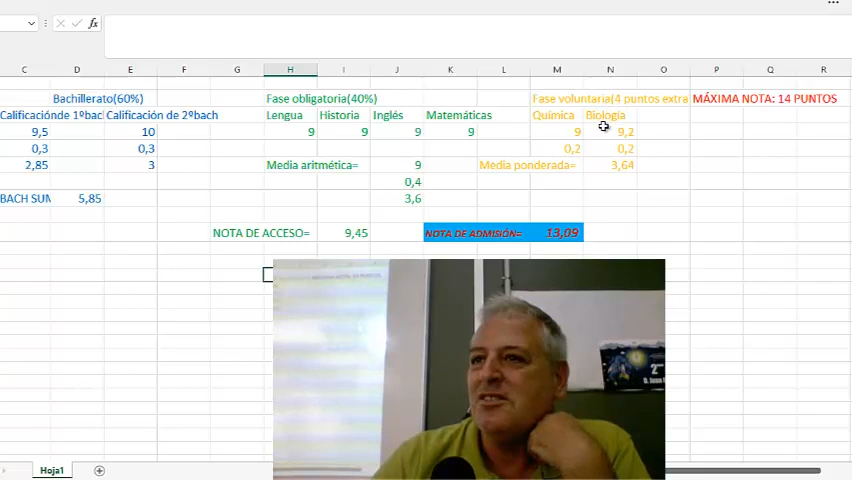 fx
C D E F G H I J K L M N O P Q R
Bachillerato(60%) Fase obligatoria(40%) Fase voluntaria(4 puntos extra MÁXIMA NOTA: 14 PUNTOS
Calificaciónde 1ºbach Calificación de 2ºbach Lengua Historia Inglés Matemáticas Química Biología
9,5 10 9 9 9 9 9 9,2
0,3 0,3 0,2 0,2
2,85 3 Media aritmética= 9 Media ponderada= 3,64
0,4
BACH SUM 5,85 3,6
NOTA DE ACCESO= 9,45 NOTA DE ADMISIÓN= 13,09
2º
D. Juan
Hoja1